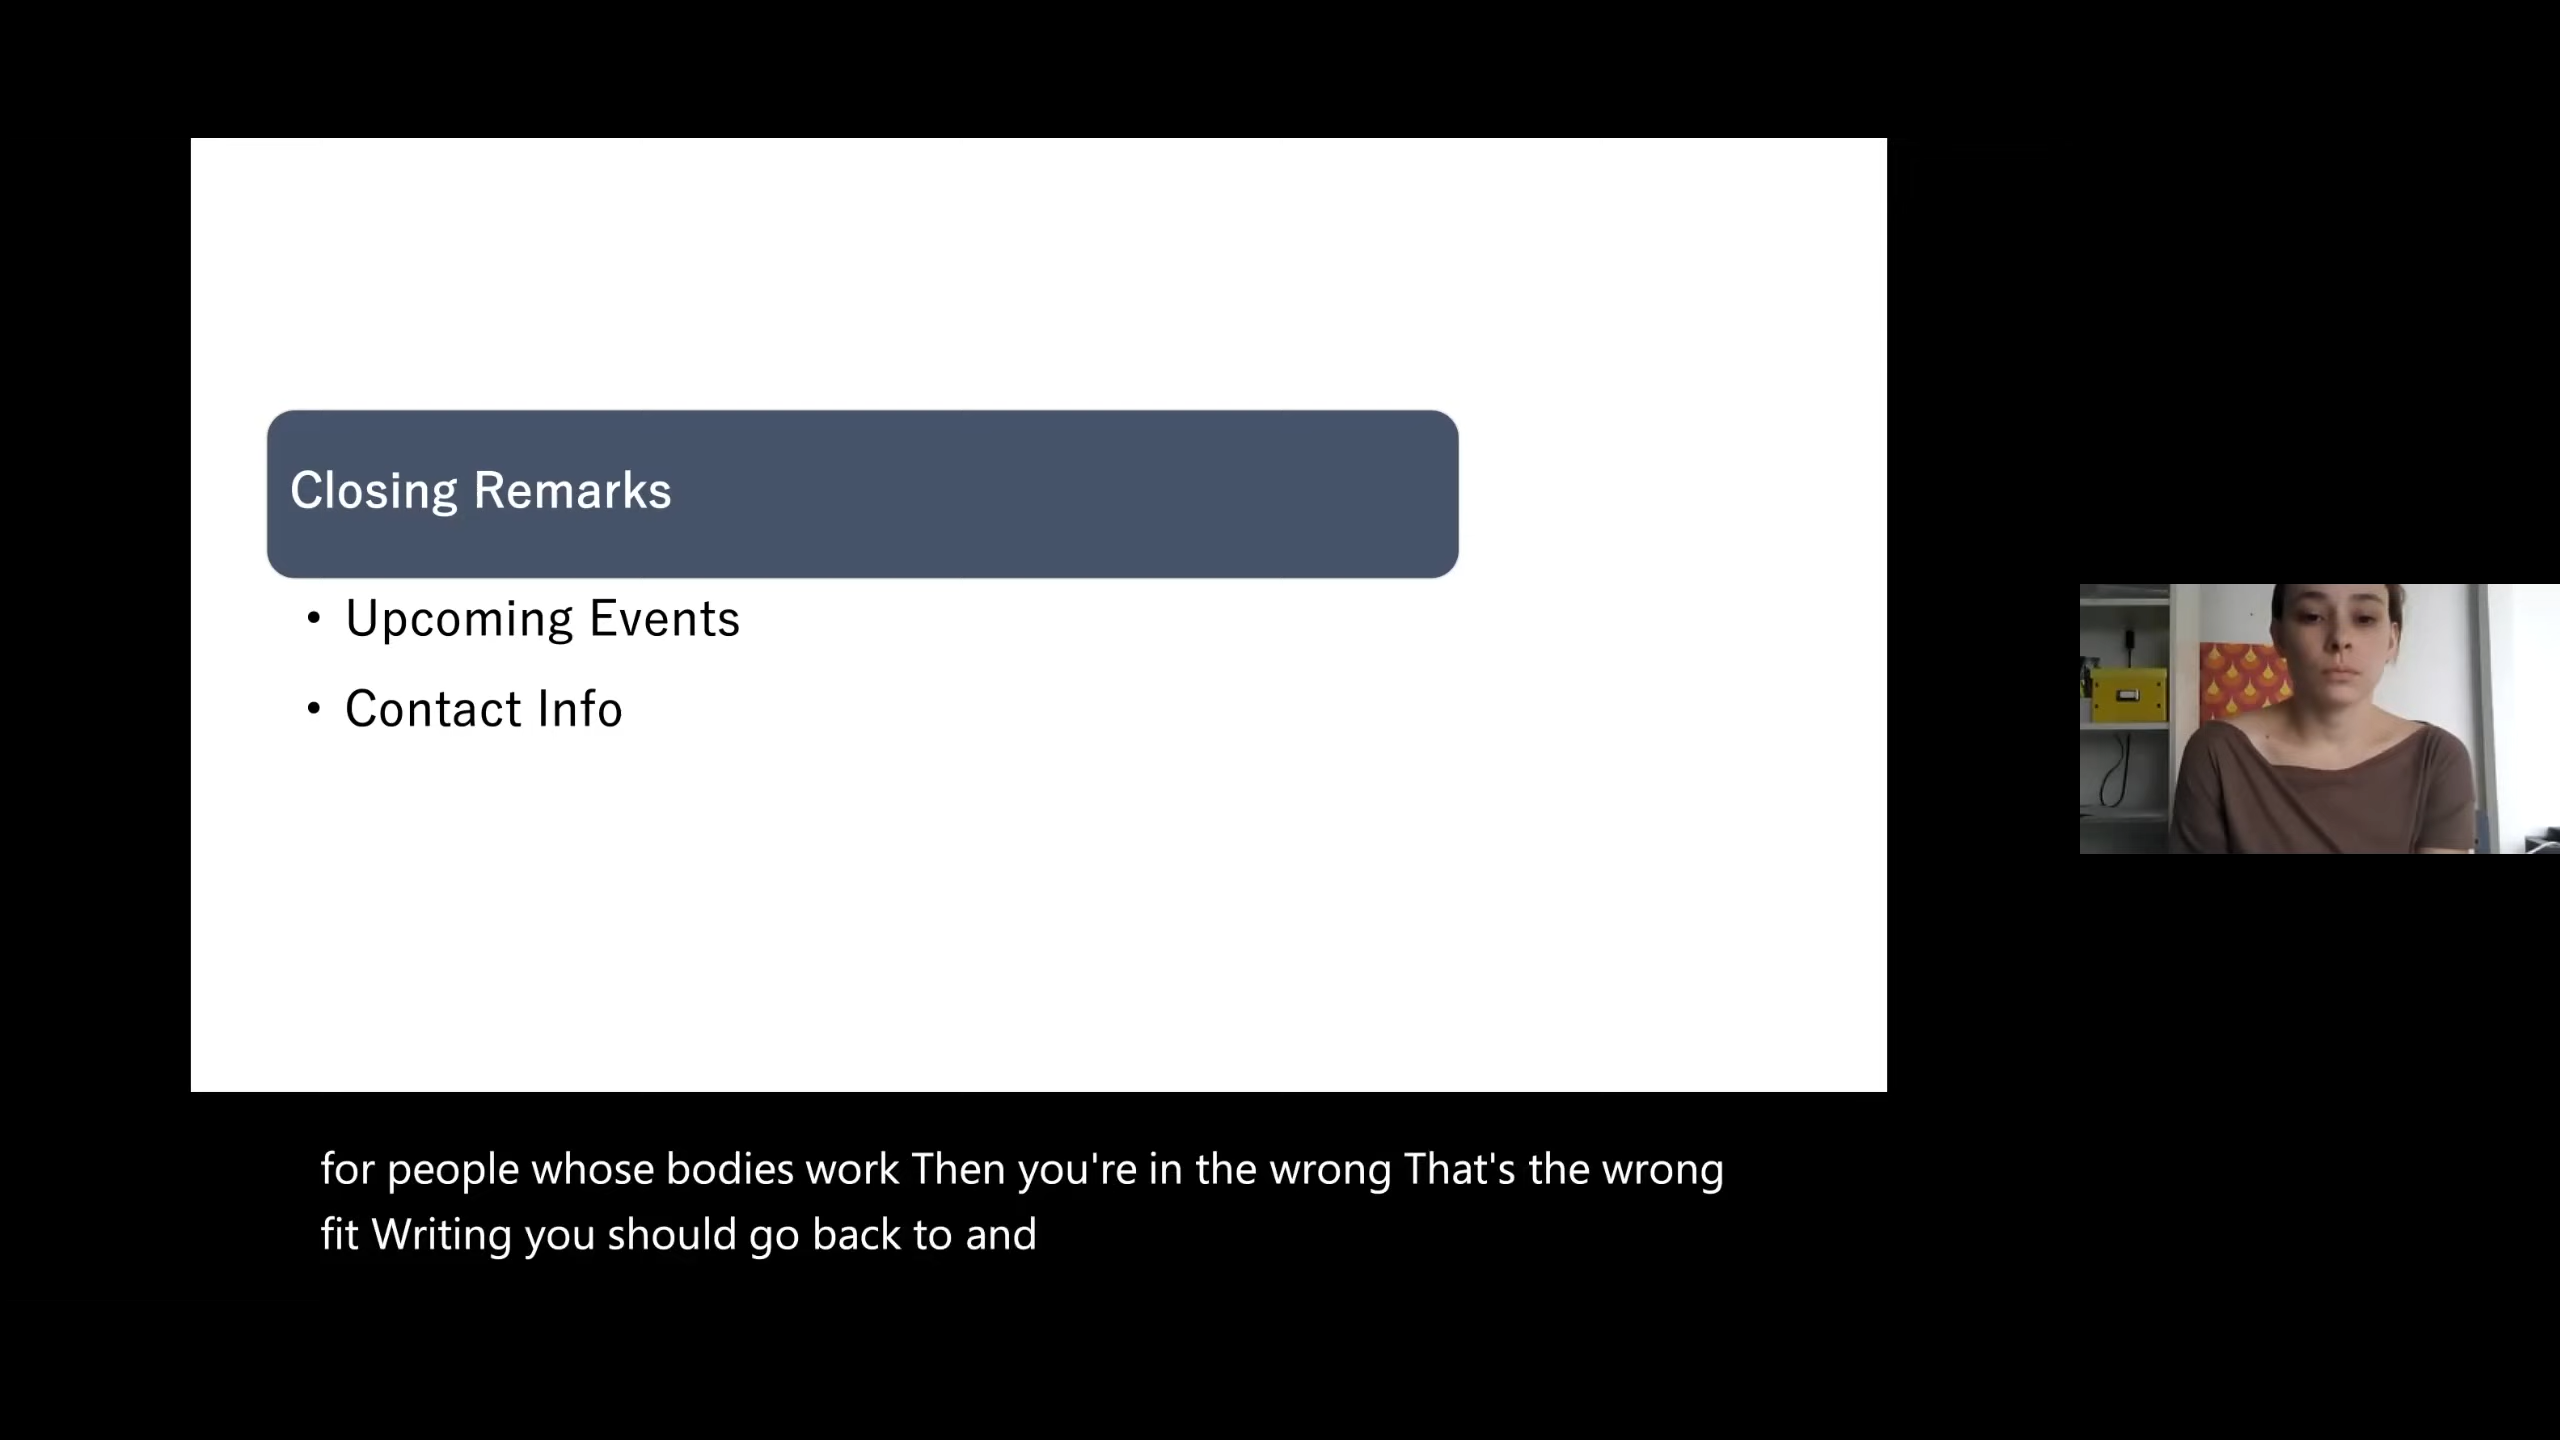 Closing Remarks
• Upcoming Events
• Contact Info
for people whose bodies work Then you're in the wrong That's the wrong
fit Writing you should go back to and